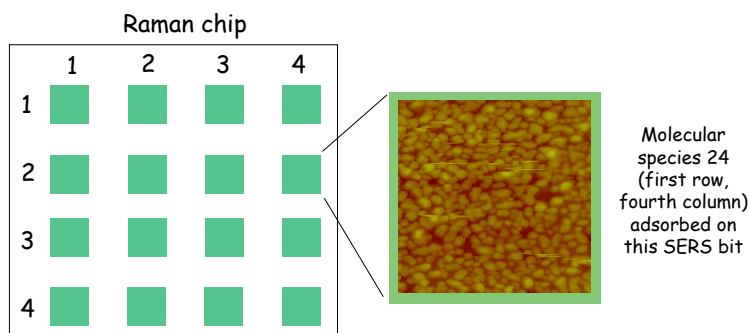 Raman chip
1 2 3 4
1
2
3
4
Molecular
species 24
(first row,
fourth column)
adsorbed on
this SERS bit